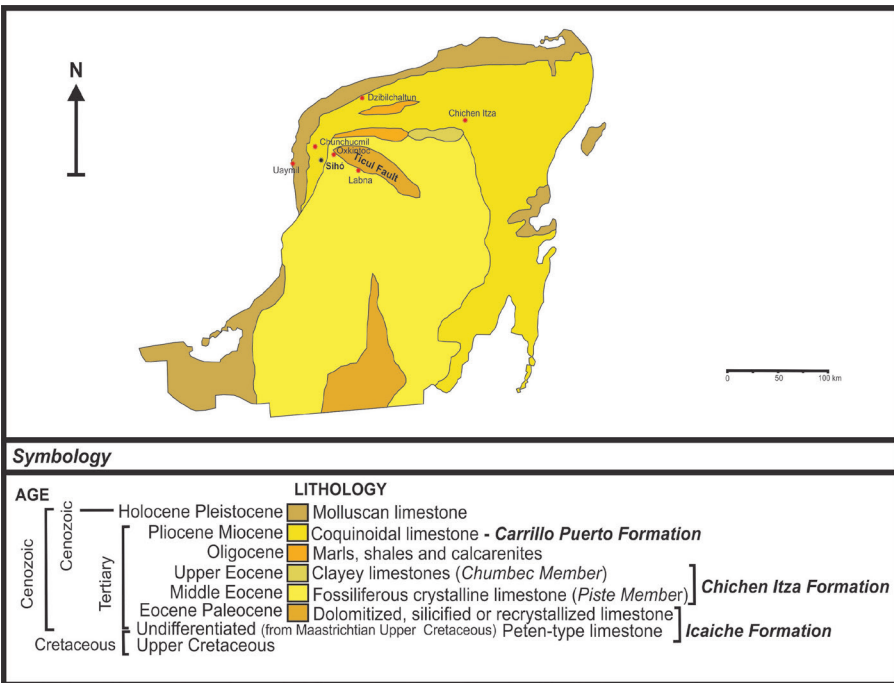 N
Dzibilchaltun
Chichen Itza
Chunchucmil
Oxkintoc
Sihó
Uaymil
Ticul Fault
Labna
0 50 100 km
Symbology
AGE
LITHOLOGY
Cenozoic
Cenozoic
Tertiary
Holocene Pleistocene Molluscan limestone
Pliocene Miocene Coquinoidal limestone - Carrillo Puerto Formation
Oligocene Marls, shales and calcarenites
Upper Eocene Clayey limestones (Chumbec Member)
Middle Eocene Fossiliferous crystalline limestone (Piste Member)
Chichen Itza Formation
Eocene Paleocene Dolomitized, silicified or recrystallized limestone
Undifferentiated (from Maastrichtian Upper Cretaceous) Peten-type limestone
Icaiche Formation
Cretaceous Upper Cretaceous